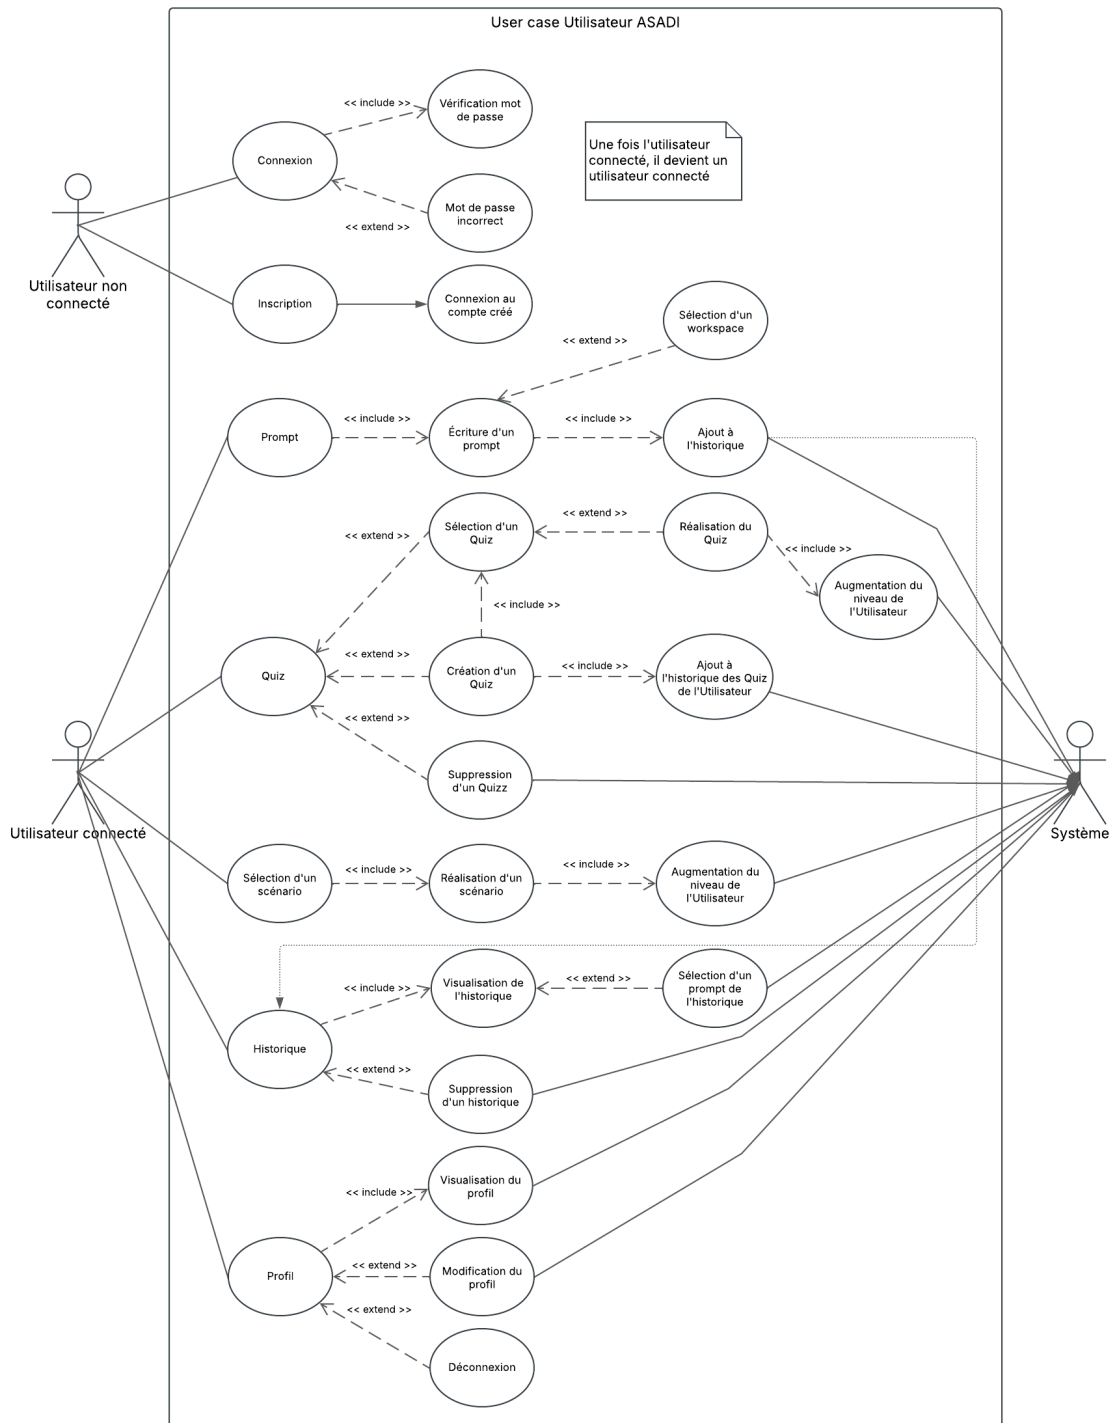 User case Utilisateur ASADI
<< include >>
Vérification mot
de passe
Connexion
Une fois l'utilisateur
connecté, il devient un
utilisateur connecté
Mot de passe
incorrect
<< extend >>
Utilisateur non
connecté
Inscription
Connexion au
compte créé
Sélection d'un
workspace
<< extend >>
Prompt
<< include >>
Écriture d'un
prompt
<< include >>
Ajout à
l'historique
<< extend >>
Sélection d'un
Quiz
<< extend >>
Réalisation du
Quiz
<< include >>
Augmentation du
niveau de
l'Utilisateur
<< include >>
Quiz
<< extend >>
Création d'un
Quiz
<< include >>
Ajout à
l'historique des Quiz
de l'Utilisateur
<< extend >>
Suppression
d'un Quizz
Utilisateur connecté
Système
Sélection d'un
scénario
<< include >>
Réalisation d'un
scénario
<< include >>
Augmentation du
niveau de
l'Utilisateur
<< include >>
Visualisation de
l'historique
<< extend >>
Sélection d'un
prompt de
l'historique
Historique
<< extend >>
Suppression
d'un historique
<< include >>
Visualisation du
profil
Profil
<< extend >>
Modification du
profil
<< extend >>
Déconnexion